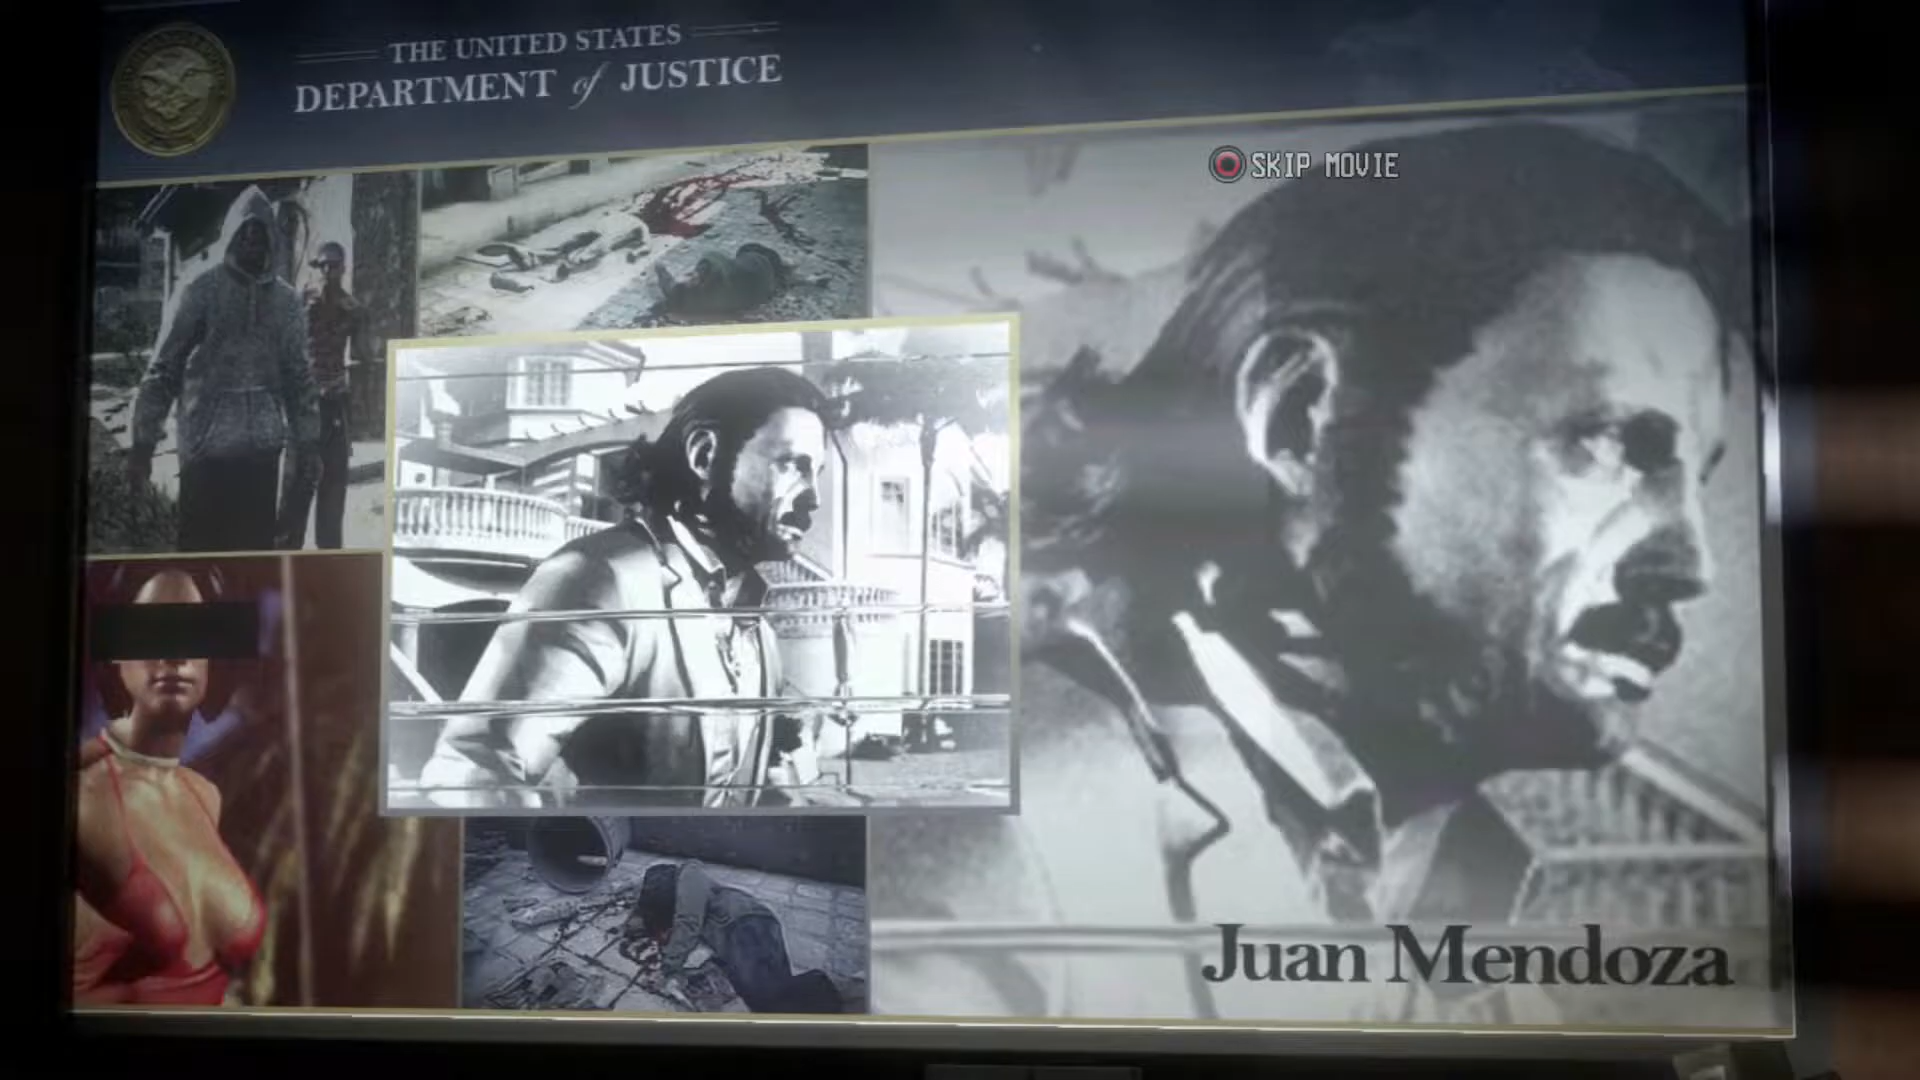 THE UNITED STATES
DEPARTMENT of JUSTICE
SKIP MOVIE
Juan Mendoza